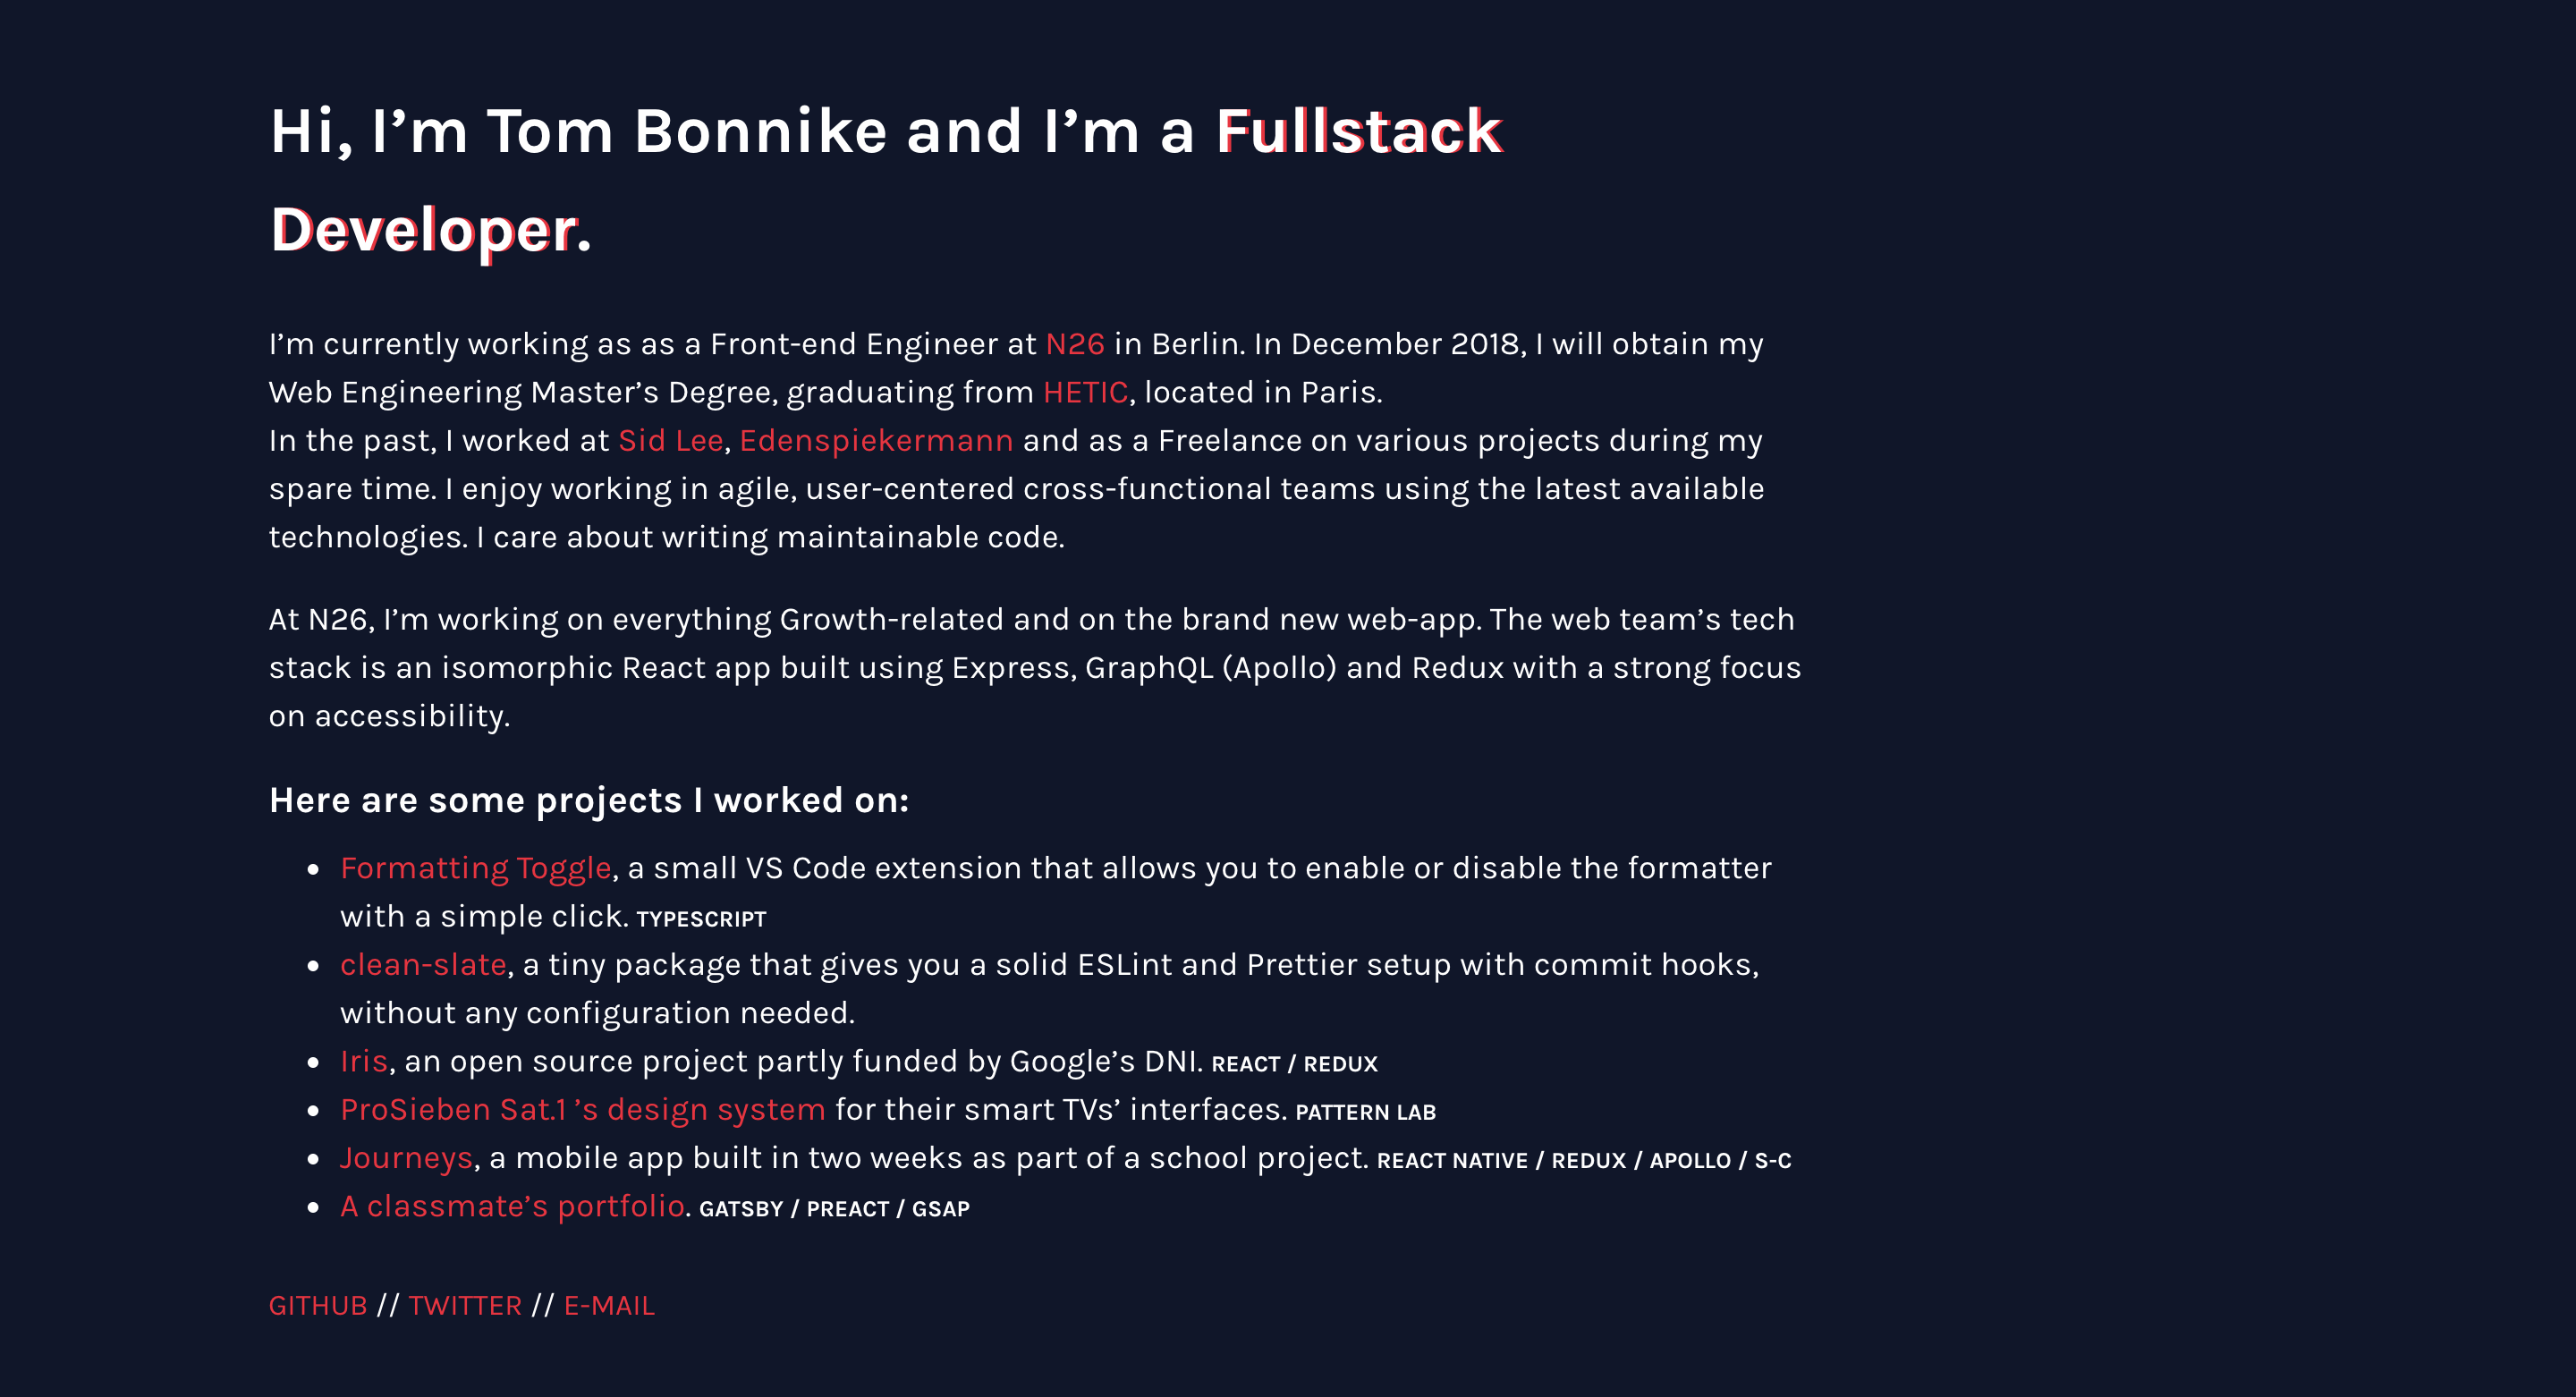 Hi, I’m Tom Bonnike and I’m a Fullstack
Developer.
I’m currently working as as a Front-end Engineer at N26 in Berlin. In December 2018, I will obtain my
Web Engineering Master’s Degree, graduating from HETIC, located in Paris.
In the past, I worked at Sid Lee, Edenspiekermann and as a Freelance on various projects during my
spare time. I enjoy working in agile, user-centered cross-functional teams using the latest available
technologies. I care about writing maintainable code.
At N26, I’m working on everything Growth-related and on the brand new web-app. The web team’s tech
stack is an isomorphic React app built using Express, GraphQL (Apollo) and Redux with a strong focus
on accessibility.
Here are some projects I worked on:
• Formatting Toggle, a small VS Code extension that allows you to enable or disable the formatter
with a simple click. TYPESCRIPT
• clean-slate, a tiny package that gives you a solid ESLint and Prettier setup with commit hooks,
without any configuration needed.
• Iris, an open source project partly funded by Google’s DNI. REACT / REDUX
• ProSieben Sat.1 ’s design system for their smart TVs’ interfaces. PATTERN LAB
• Journeys, a mobile app built in two weeks as part of a school project. REACT NATIVE / REDUX / APOLLO / S-C
• A classmate’s portfolio. GATSBY / PREACT / GSAP
GITHUB // TWITTER // E-MAIL